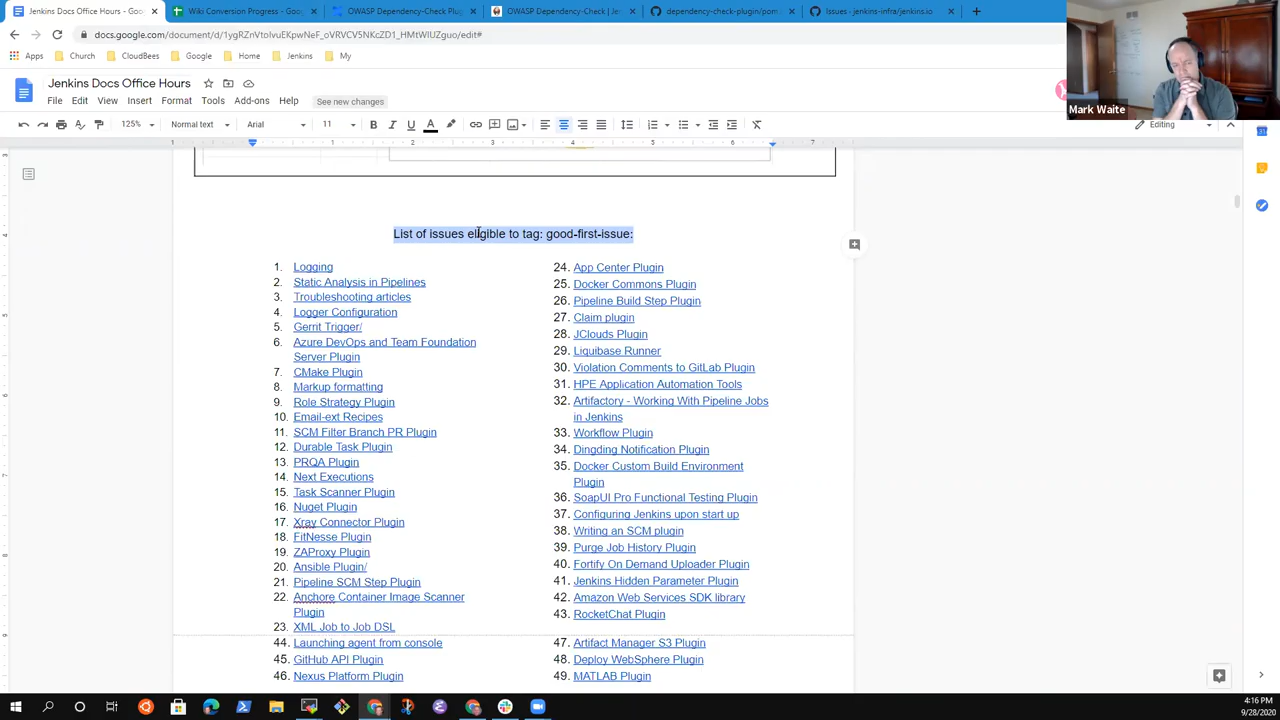 Jenkins Docs Office Hours - Goo
Wiki Conversion Progress - Goog
OWASP Dependency-Check Plug
OWASP Dependency-Check | Jen
dependency-check-plugin/pom
Issues · jenkins-infra/jenkins.io
docs.google.com/document/d/1ygRZnVtoIvuEKpwNeF_oVRVCV5NKcZD1_HMtWIUZguo/edit#
Apps
Church
CloudBees
Google
Home
Jenkins
My
Mark Waite
Jenkins Docs Office Hours
File
Edit
View
Insert
Format
Tools
Add-ons
Help
See new changes
125%
Normal text
Arial
11
Editing
List of issues eligible to tag: good-first-issue:
1. Logging
2. Static Analysis in Pipelines
3. Troubleshooting articles
4. Logger Configuration
5. Gerrit Trigger/
6. Azure DevOps and Team Foundation
Server Plugin
7. CMake Plugin
8. Markup formatting
9. Role Strategy Plugin
10. Email-ext Recipes
11. SCM Filter Branch PR Plugin
12. Durable Task Plugin
13. PRQA Plugin
14. Next Executions
15. Task Scanner Plugin
16. Nuget Plugin
17. Xray Connector Plugin
18. FitNesse Plugin
19. ZAProxy Plugin
20. Ansible Plugin/
21. Pipeline SCM Step Plugin
22. Anchore Container Image Scanner
Plugin
23. XML Job to Job DSL
24. App Center Plugin
25. Docker Commons Plugin
26. Pipeline Build Step Plugin
27. Claim plugin
28. JClouds Plugin
29. Liquibase Runner
30. Violation Comments to GitLab Plugin
31. HPE Application Automation Tools
32. Artifactory - Working With Pipeline Jobs
in Jenkins
33. Workflow Plugin
34. Dingding Notification Plugin
35. Docker Custom Build Environment
Plugin
36. SoapUI Pro Functional Testing Plugin
37. Configuring Jenkins upon start up
38. Writing an SCM plugin
39. Purge Job History Plugin
40. Fortify On Demand Uploader Plugin
41. Jenkins Hidden Parameter Plugin
42. Amazon Web Services SDK library
43. RocketChat Plugin
44. Launching agent from console
45. GitHub API Plugin
46. Nexus Platform Plugin
47. Artifact Manager S3 Plugin
48. Deploy WebSphere Plugin
49. MATLAB Plugin
4:16 PM
9/28/2020